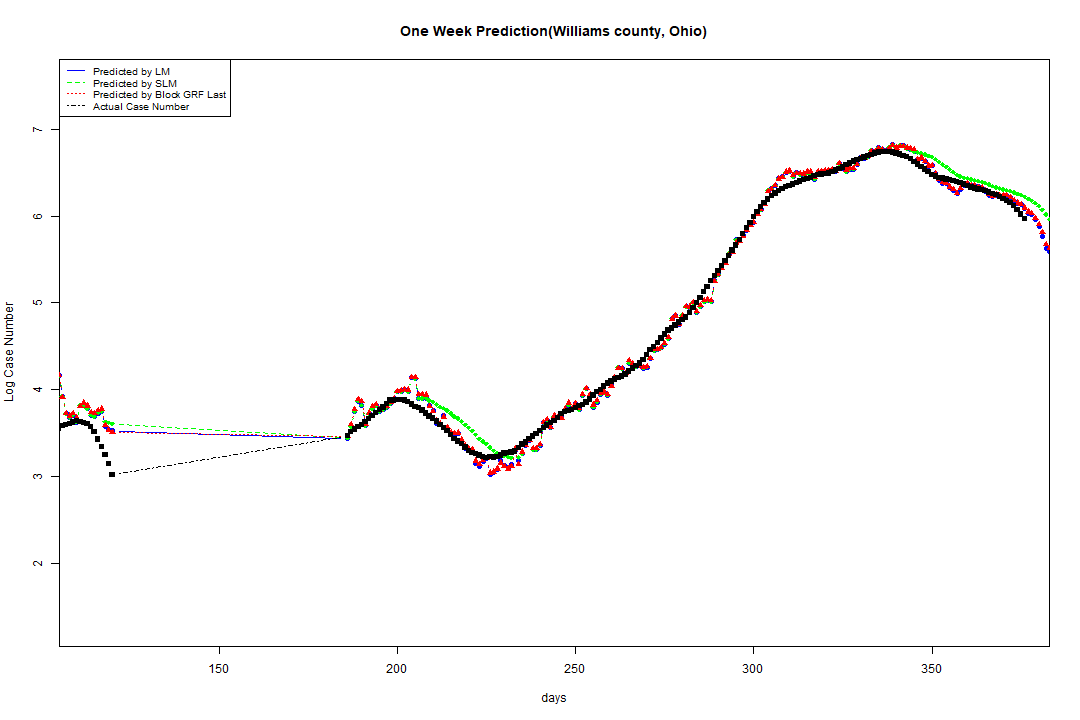 One Week Prediction(Williams county, Ohio)
Predicted by LM
Predicted by SLM
Predicted by Block GRF Last
Actual Case Number
7
6
5
4
3
2
Log Case Number
150 200 250 300 350
days